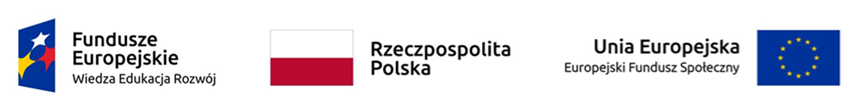 Fundusze
Europejskie
Wiedza Edukacja Rozwój
Rzeczpospolita
Polska
Unia Europejska
Europejski Fundusz Społeczny